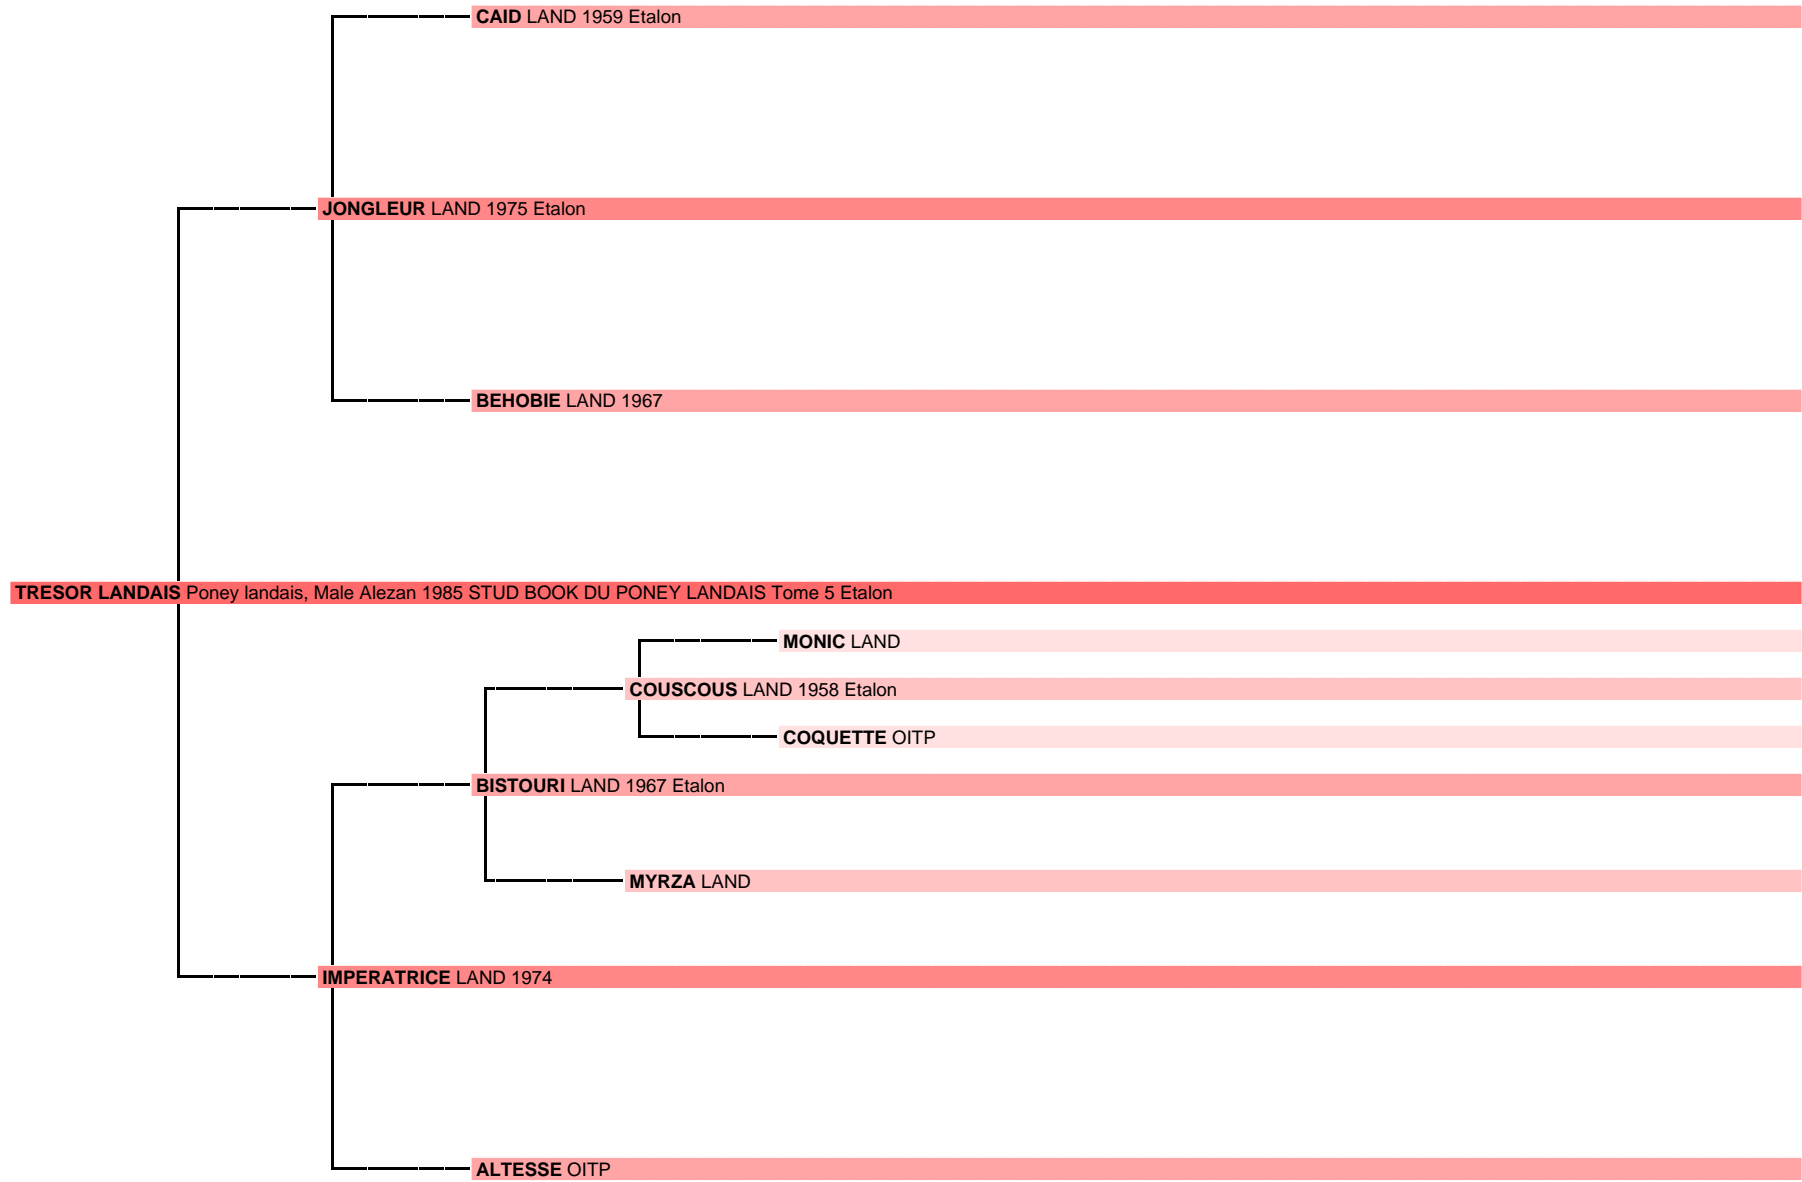 CAID LAND 1959 Etalon
JONGLEUR LAND 1975 Etalon
BEHOBIE LAND 1967
TRESOR LANDAIS Poney landais, Male Alezan 1985 STUD BOOK DU PONEY LANDAIS Tome 5 Etalon
MONIC LAND
COUSCOUS LAND 1958 Etalon
COQUETTE OITP
BISTOURI LAND 1967 Etalon
MYRZA LAND
IMPERATRICE LAND 1974
ALTESSE OITP